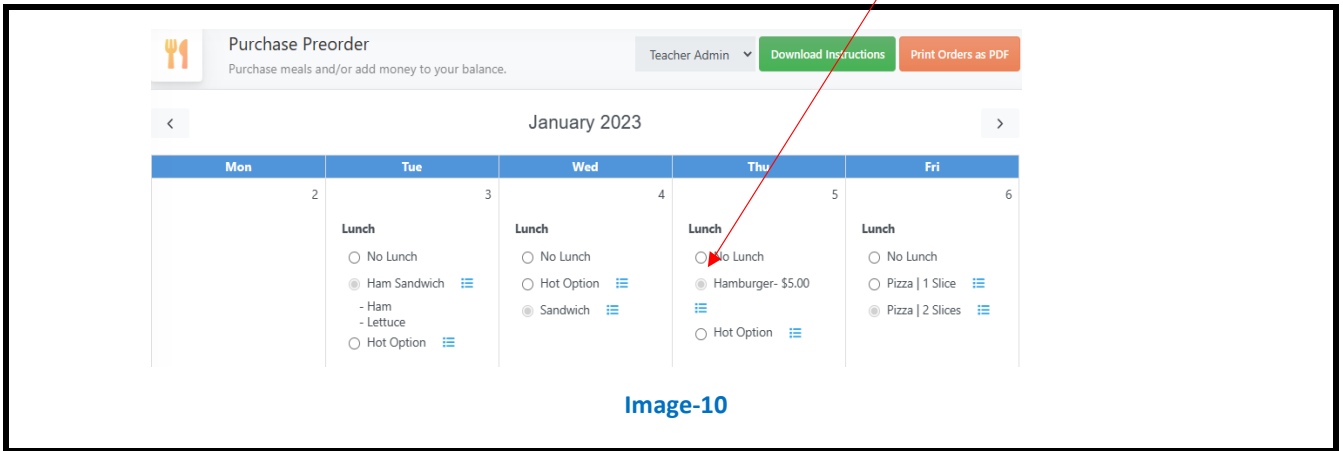 Purchase Preorder
Purchase meals and/or add money to your balance.
Teacher Admin
Download Instructions
Print Orders as PDF
January 2023
Mon Tue Wed Thu Fri
2 3 4 5 6
Lunch
No Lunch
Ham Sandwich
- Ham
- Lettuce
Hot Option
Lunch
No Lunch
Hot Option
Sandwich
Lunch
No Lunch
Hamburger- $5.00
Hot Option
Lunch
No Lunch
Pizza | 1 Slice
Pizza | 2 Slices
Image-10